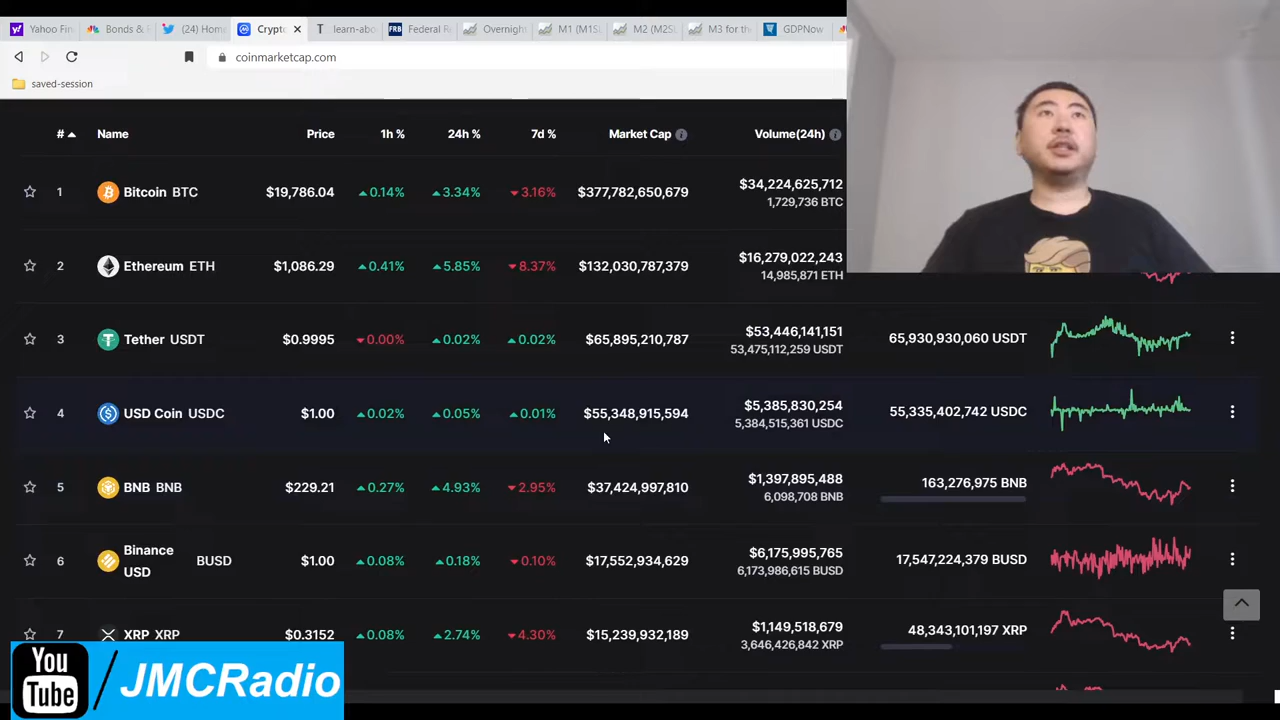 Yahoo Fin
Bonds &
(24) Hom
Crypto
learn-abo
Federal R
Overnigh
M1 (M1S
M2 (M2S
M3 for th
GDPNow
coinmarketcap.com
saved-session
# Name Price 1h % 24h % 7d % Market Cap Volume(24h)
1 Bitcoin BTC $19,786.04 0.14% 3.34% 3.16% $377,782,650,679 $34,224,625,712
1,729,736 BTC
2 Ethereum ETH $1,086.29 0.41% 5.85% 8.37% $132,030,787,379 $16,279,022,243
14,985,871 ETH
3 Tether USDT $0.9995 0.00% 0.02% 0.02% $65,895,210,787 $53,446,141,151 65,930,930,060 USDT
53,475,112,259 USDT
4 USD Coin USDC $1.00 0.02% 0.05% 0.01% $55,348,915,594 $5,385,830,254 55,335,402,742 USDC
5,384,515,361 USDC
5 BNB BNB $229.21 0.27% 4.93% 2.95% $37,424,997,810 $1,397,895,488 163,276,975 BNB
6,098,708 BNB
6 Binance USD BUSD $1.00 0.08% 0.18% 0.10% $17,552,934,629 $6,175,995,765 17,547,224,379 BUSD
6,173,986,615 BUSD
7 XRP XRP $0.3152 0.08% 2.74% 4.30% $15,239,932,189 $1,149,518,679 48,343,101,197 XRP
3,646,426,842 XRP
You
Tube
/JMCRadio